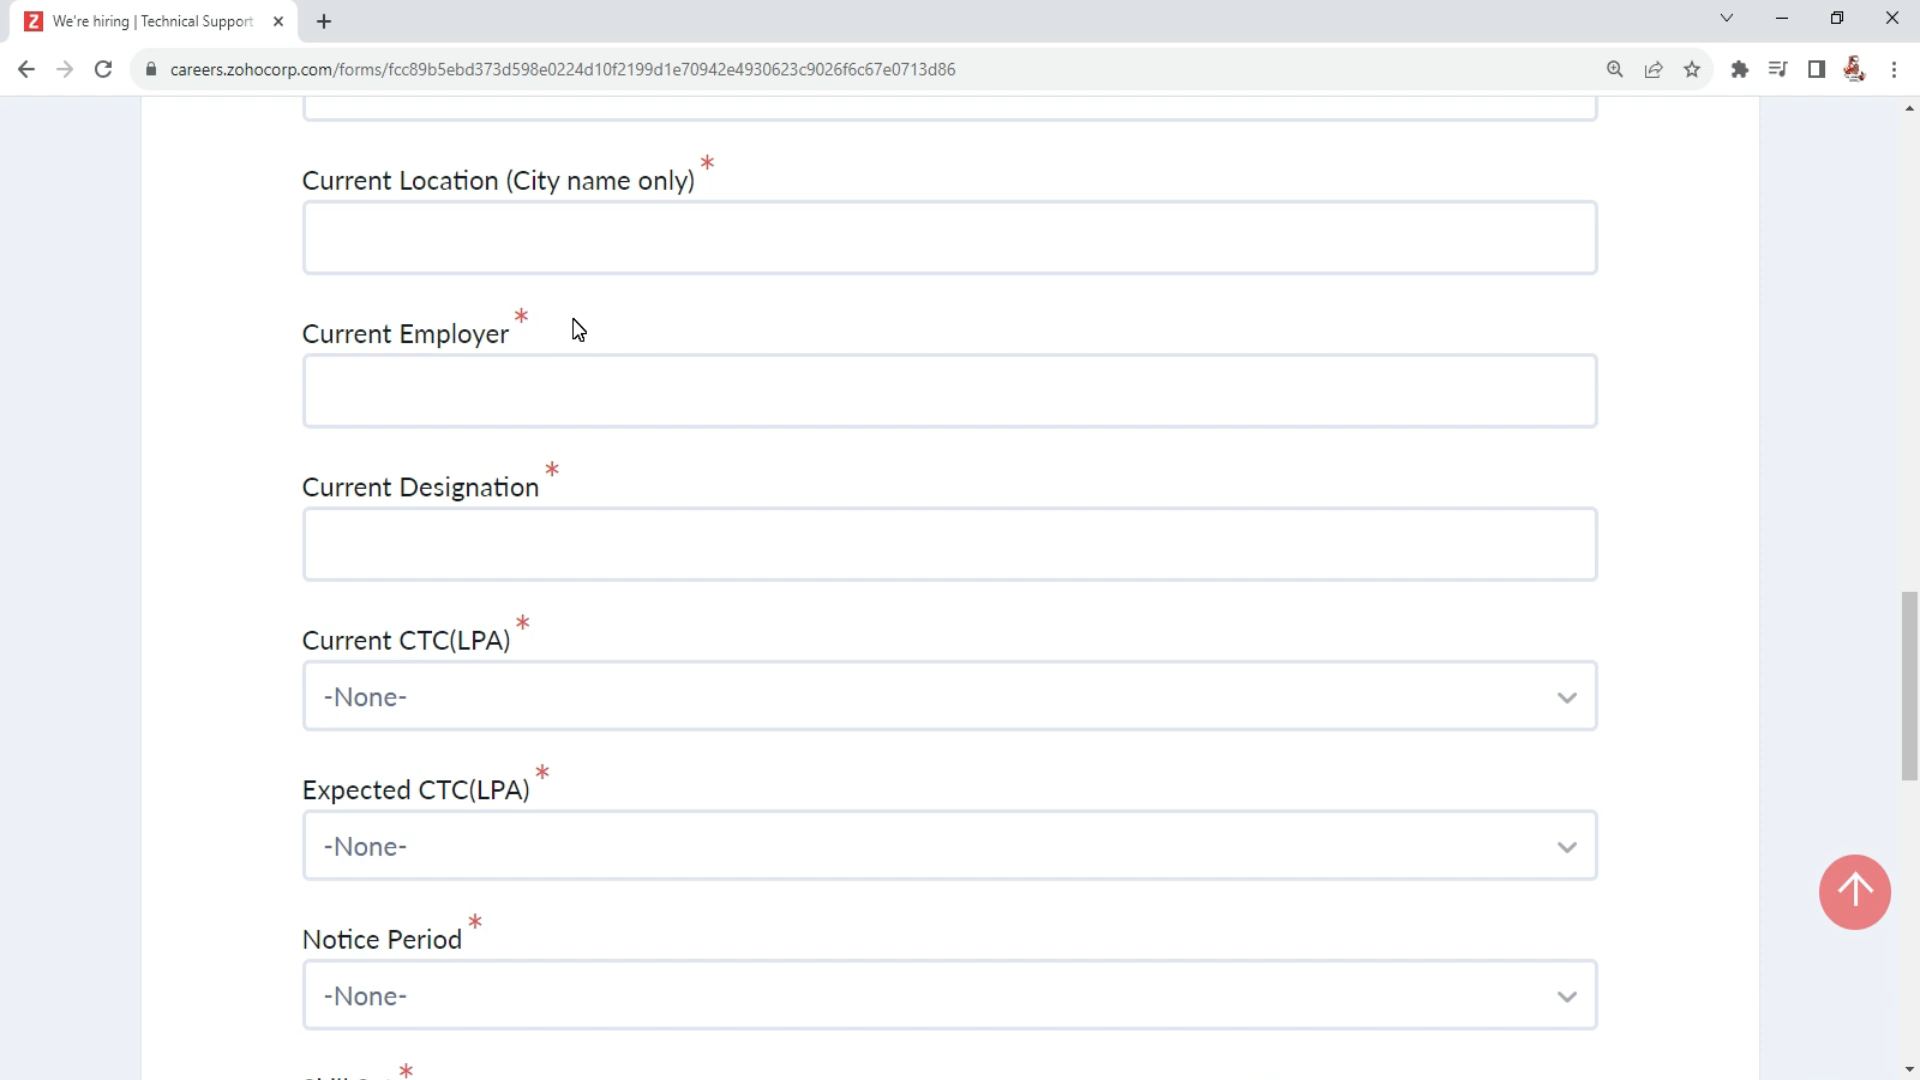 Z We're hiring | Technical Support
careers.zohocorp.com/forms/fcc89b5ebd373d598e0224d10f2199d1e70942e4930623c9026f6c67e0713d86
Current Location (City name only) *
Current Employer *
Current Designation *
Current CTC(LPA) *
-None-
Expected CTC(LPA) *
-None-
Notice Period *
-None-
*